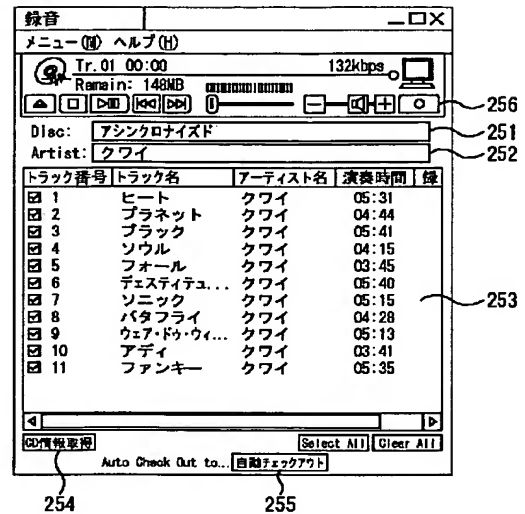 録音
メニュー(M) ヘルプ(H)
Tr.01 00:00 132kbps
Remain: 148MB
256
Disc: アシンクロナイズド 251
Artist: クワイ 252
トラック番号 トラック名 アーティスト名 演奏時間 録
1 ヒート クワイ 05:31
2 プラネット クワイ 04:44
3 ブラック クワイ 05:41
4 ソウル クワイ 04:15
5 フォール クワイ 03:45
6 デェスティテュ... クワイ 05:40
7 ソニック クワイ 05:15
253
8 バタフライ クワイ 04:28
9 ウェア・ドゥ・ウィ... クワイ 05:13
10 アディ クワイ 03:41
11 ファンキー クワイ 05:35
CD情報取得 Select All Clear All
Auto Check Out to... 自動チェックアウト
254 255